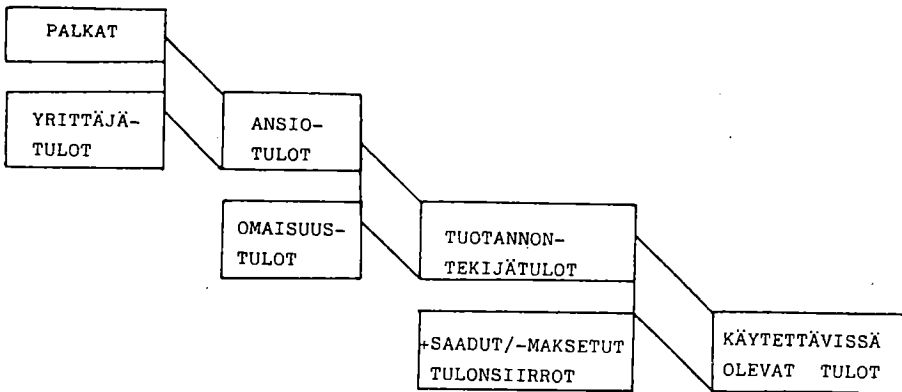 PALKAT
YRITTÄJÄ-
TULOT
ANSIO-
TULOT
OMAISUUS-
TULOT
TUOTANNON-
TEKIJÄTULOT
+SAADUT/-MAKSETUT
TULONSIIRROT
KÄYTETTÄVISSÄ
OLEVAT TULOT